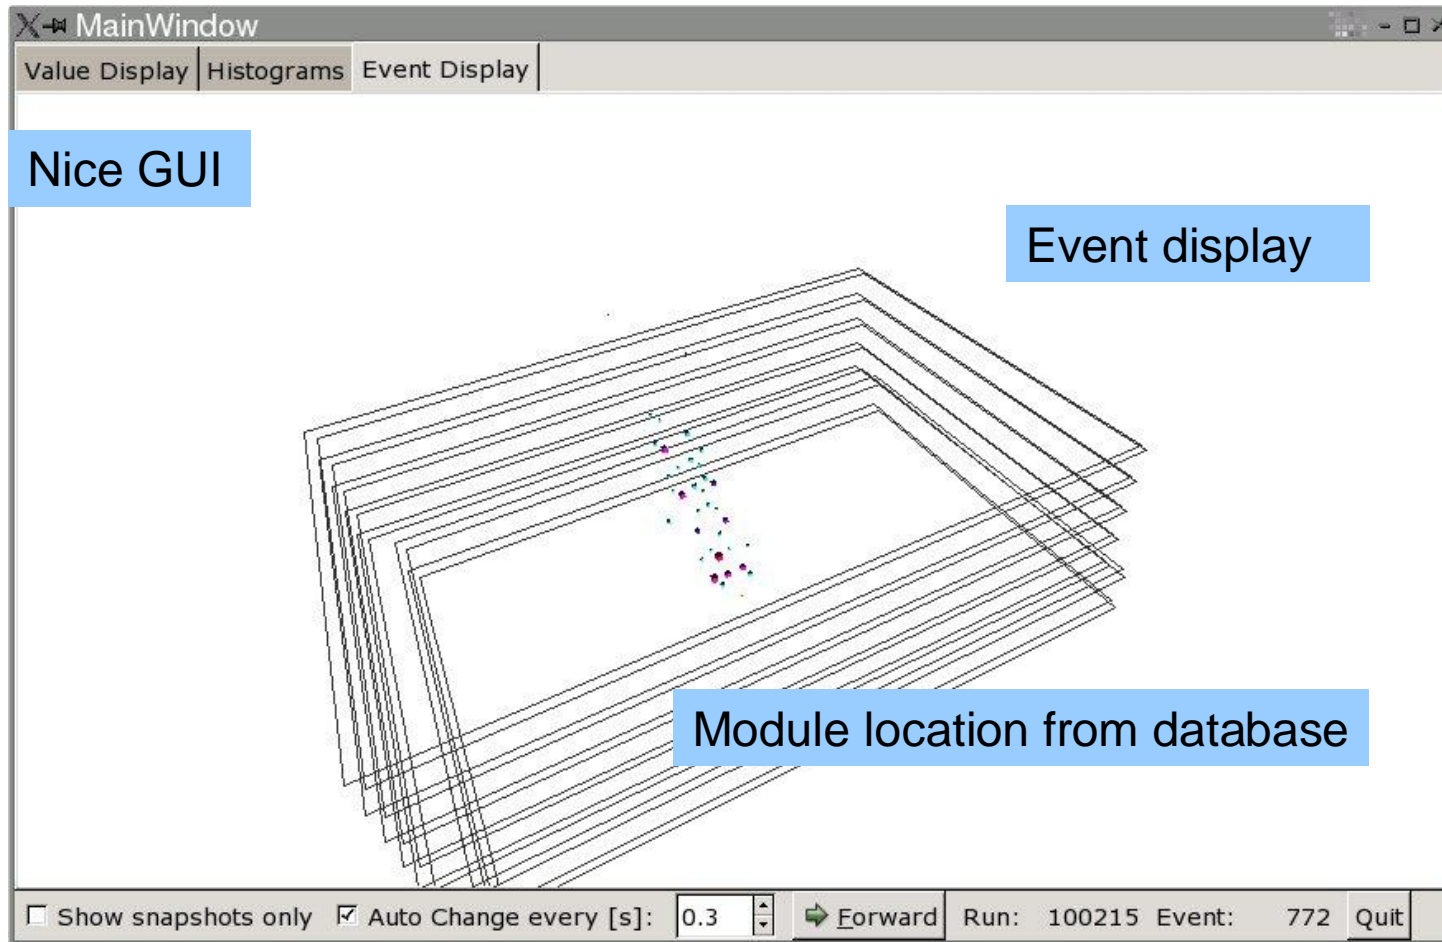 MainWindow
Value Display Histograms Event Display
Nice GUI
Event display
Module location from database
Show snapshots only Auto Change every [s]: 0.3 Forward Run: 100215 Event: 772 Quit